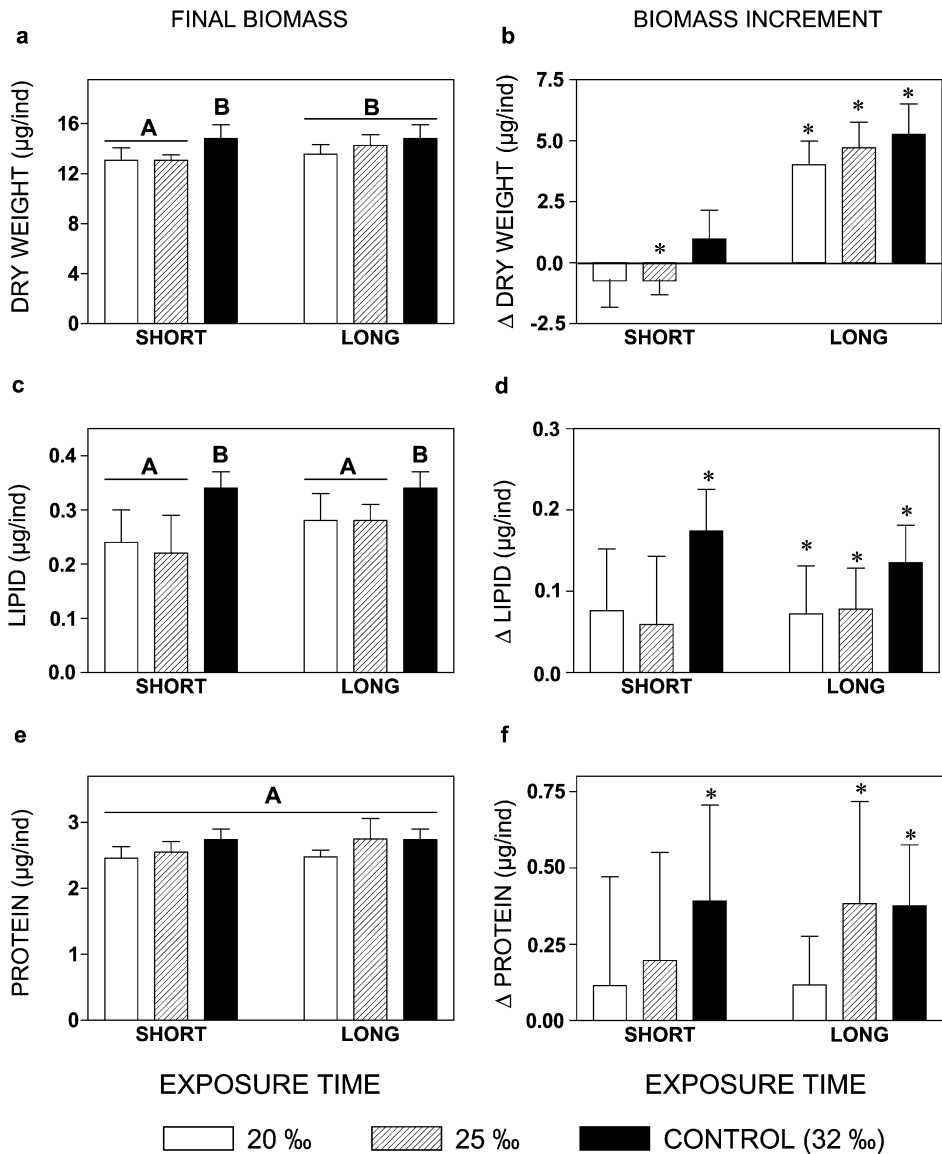 FINAL BIOMASS
BIOMASS INCREMENT
a
DRY WEIGHT (µg/ind)
16
12
8
4
0
A
B
B
SHORT
LONG
b
Δ DRY WEIGHT (µg/ind)
7.5
5.0
2.5
0.0
-2.5
*
*
*
*
SHORT
LONG
c
LIPID (µg/ind)
0.4
0.3
0.2
0.1
0.0
A
B
A
B
SHORT
LONG
d
Δ LIPID (µg/ind)
0.3
0.2
0.1
0.0
*
*
*
*
SHORT
LONG
e
PROTEIN (µg/ind)
3
2
1
0
A
SHORT
LONG
f
Δ PROTEIN (µg/ind)
0.75
0.50
0.25
0.00
*
*
*
SHORT
LONG
EXPOSURE TIME
EXPOSURE TIME
20 ‰
25 ‰
CONTROL (32 ‰)